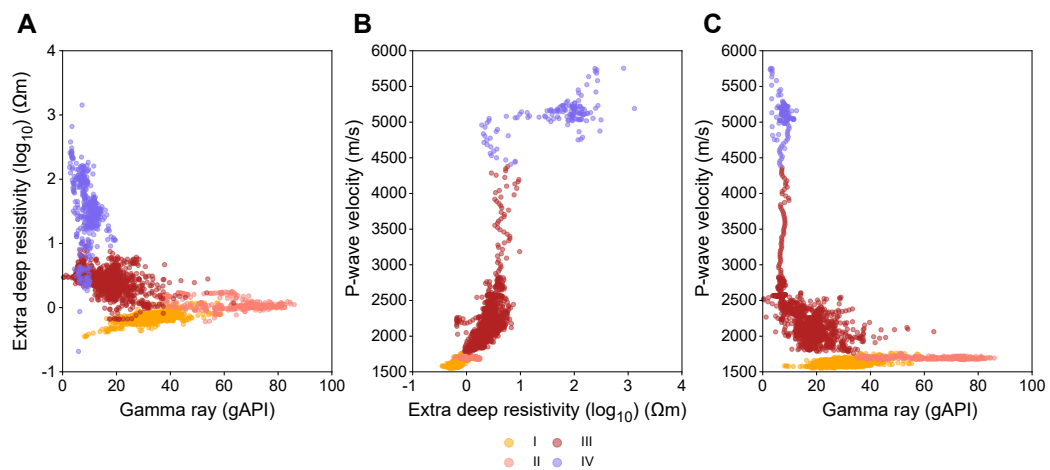 A
Extra deep resistivity (log10) (Ωm)
4
3
2
1
0
-1
0 20 40 60 80 100
Gamma ray (gAPI)
B
P-wave velocity (m/s)
6000
5500
5000
4500
4000
3500
3000
2500
2000
1500
-1 0 1 2 3 4
Extra deep resistivity (log10) (Ωm)
C
P-wave velocity (m/s)
6000
5500
5000
4500
4000
3500
3000
2500
2000
1500
0 20 40 60 80 100
Gamma ray (gAPI)
I III
II IV